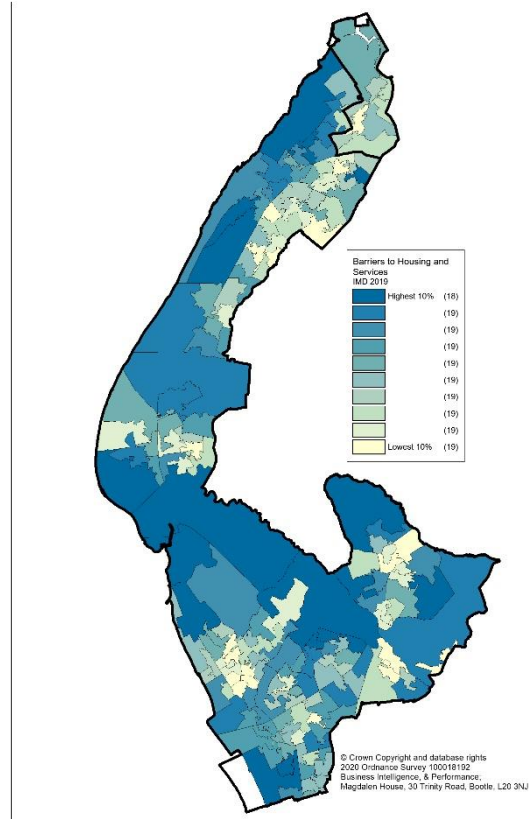 Barriers to Housing and
Services
IMD 2019
Highest 10% (18)
(19)
(19)
(19)
(19)
(19)
(19)
(19)
(19)
Lowest 10% (19)
© Crown Copyright and database rights
2020 Ordnance Survey 100018192
Business Intelligence, & Performance,
Magdalen House, 30 Trinity Road, Bootle, L20 3NJ